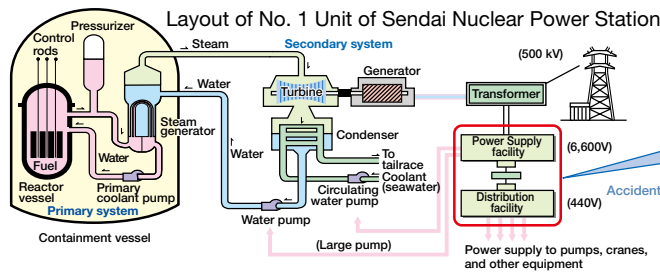 Layout of No. 1 Unit of Sendai Nuclear Power Station
Pressurizer
Control
rods
Steam
Secondary system
(500 kV)
Water
Generator
Turbine
Transformer
Steam
generator
Condenser
Power Supply
facility
(6,600V)
Fuel
Water
Water
To
tailrace
Coolant
(seawater)
Reactor
vessel
Primary
coolant pump
Circulating
water pump
Distribution
facility
(440V)
Accident
Primary system
Water pump
Containment vessel
(Large pump)
Power supply to pumps, cranes,
and other equipment